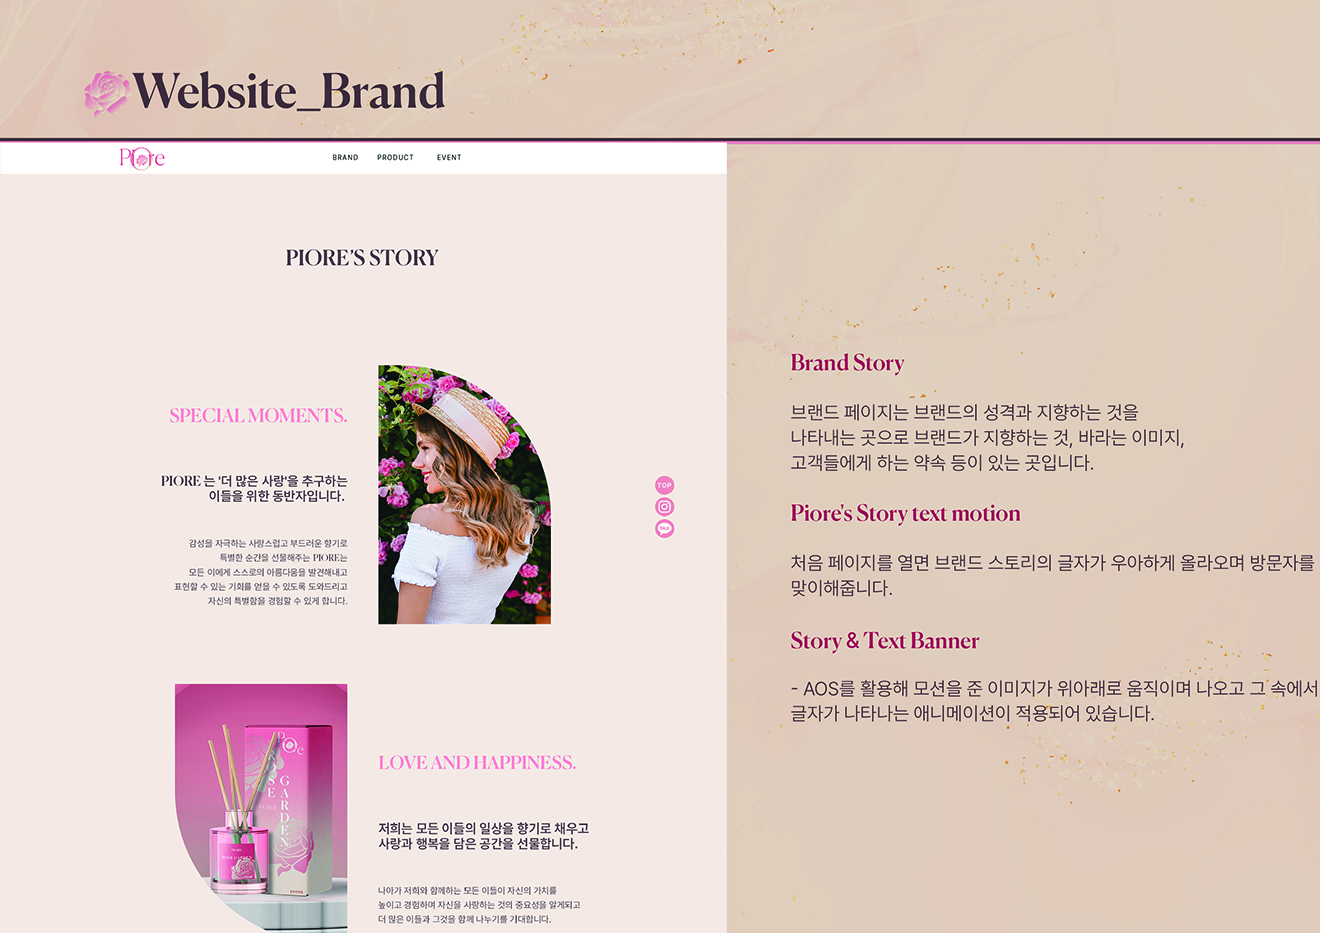 Website_Brand
Piore
BRAND PRODUCT EVENT
PIORE'S STORY
SPECIAL MOMENTS.
PIORE 는 '더 많은 사랑'을 추구하는
이들을 위한 동반자입니다.
감성을 자극하는 사랑스럽고 부드러운 향기로
특별한 순간을 선물해주는 PIORE는
모든 이에게 스스로의 아름다움을 발견해내고
표현할 수 있는 기회를 얻을 수 있도록 도와드리고
자신의 특별함을 경험할 수 있게 합니다.
TOP
TALK
Piore
ROSE
GARDEN
ROSE GARDEN
LOVE AND HAPPINESS.
저희는 모든 이들의 일상을 향기로 채우고
사랑과 행복을 담은 공간을 선물합니다.
나아가 저희와 함께하는 모든 이들이 자신의 가치를
높이고 경험하며 자신을 사랑하는 것의 중요성을 알게되고
더 많은 이들과 그것을 함께 나누기를 기대합니다.
Brand Story
브랜드 페이지는 브랜드의 성격과 지향하는 것을
나타내는 곳으로 브랜드가 지향하는 것, 바라는 이미지,
고객들에게 하는 약속 등이 있는 곳입니다.
Piore's Story text motion
처음 페이지를 열면 브랜드 스토리의 글자가 우아하게 올라오며 방문자를
맞이해줍니다.
Story & Text Banner
- AOS를 활용해 모션을 준 이미지가 위아래로 움직이며 나오고 그 속에서
글자가 나타나는 애니메이션이 적용되어 있습니다.